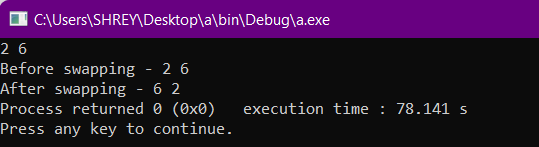 C:\Users\SHREY\Desktop\a\bin\Debug\a.exe
2 6
Before swapping - 2 6
After swapping - 6 2
Process returned 0 (0x0)   execution time : 78.141 s
Press any key to continue.